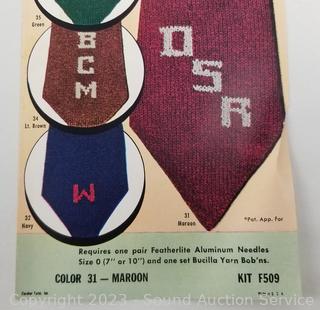 35
Green
B
G
M
D
S
R
34
Lt. Brown
W
32
Navy
31
Maroon
*Pat. App. For
Requires one pair Featherlite Aluminum Needles
Size 0 (7" or 10") and one set Bucilla Yarn Bob'ns.
COLOR 31 — MAROON KIT F509
Copyright 2023 - Sound Auction Service